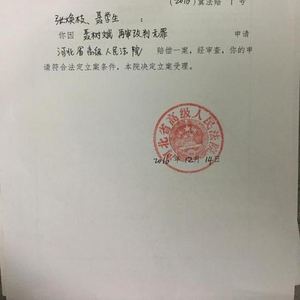 (2016)冀法赔 1号
张焕枝、聂学生：
你因 聂树斌 再审改判无罪 申请
河北省高级人民法院 赔偿一案，经审查，你的申
请符合法定立案条件，本院决定立案受理。
河北省高级人民法院
2016年12月14日